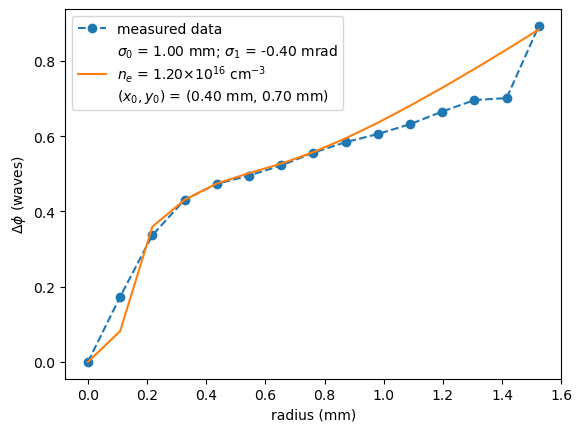 measured data
σ₀ = 1.00 mm; σ₁ = -0.40 mrad
nₑ = 1.20×10¹⁶ cm⁻³
(x₀, y₀) = (0.40 mm, 0.70 mm)
Δϕ (waves)
0.8
0.6
0.4
0.2
0.0
0.0 0.2 0.4 0.6 0.8 1.0 1.2 1.4 1.6
radius (mm)